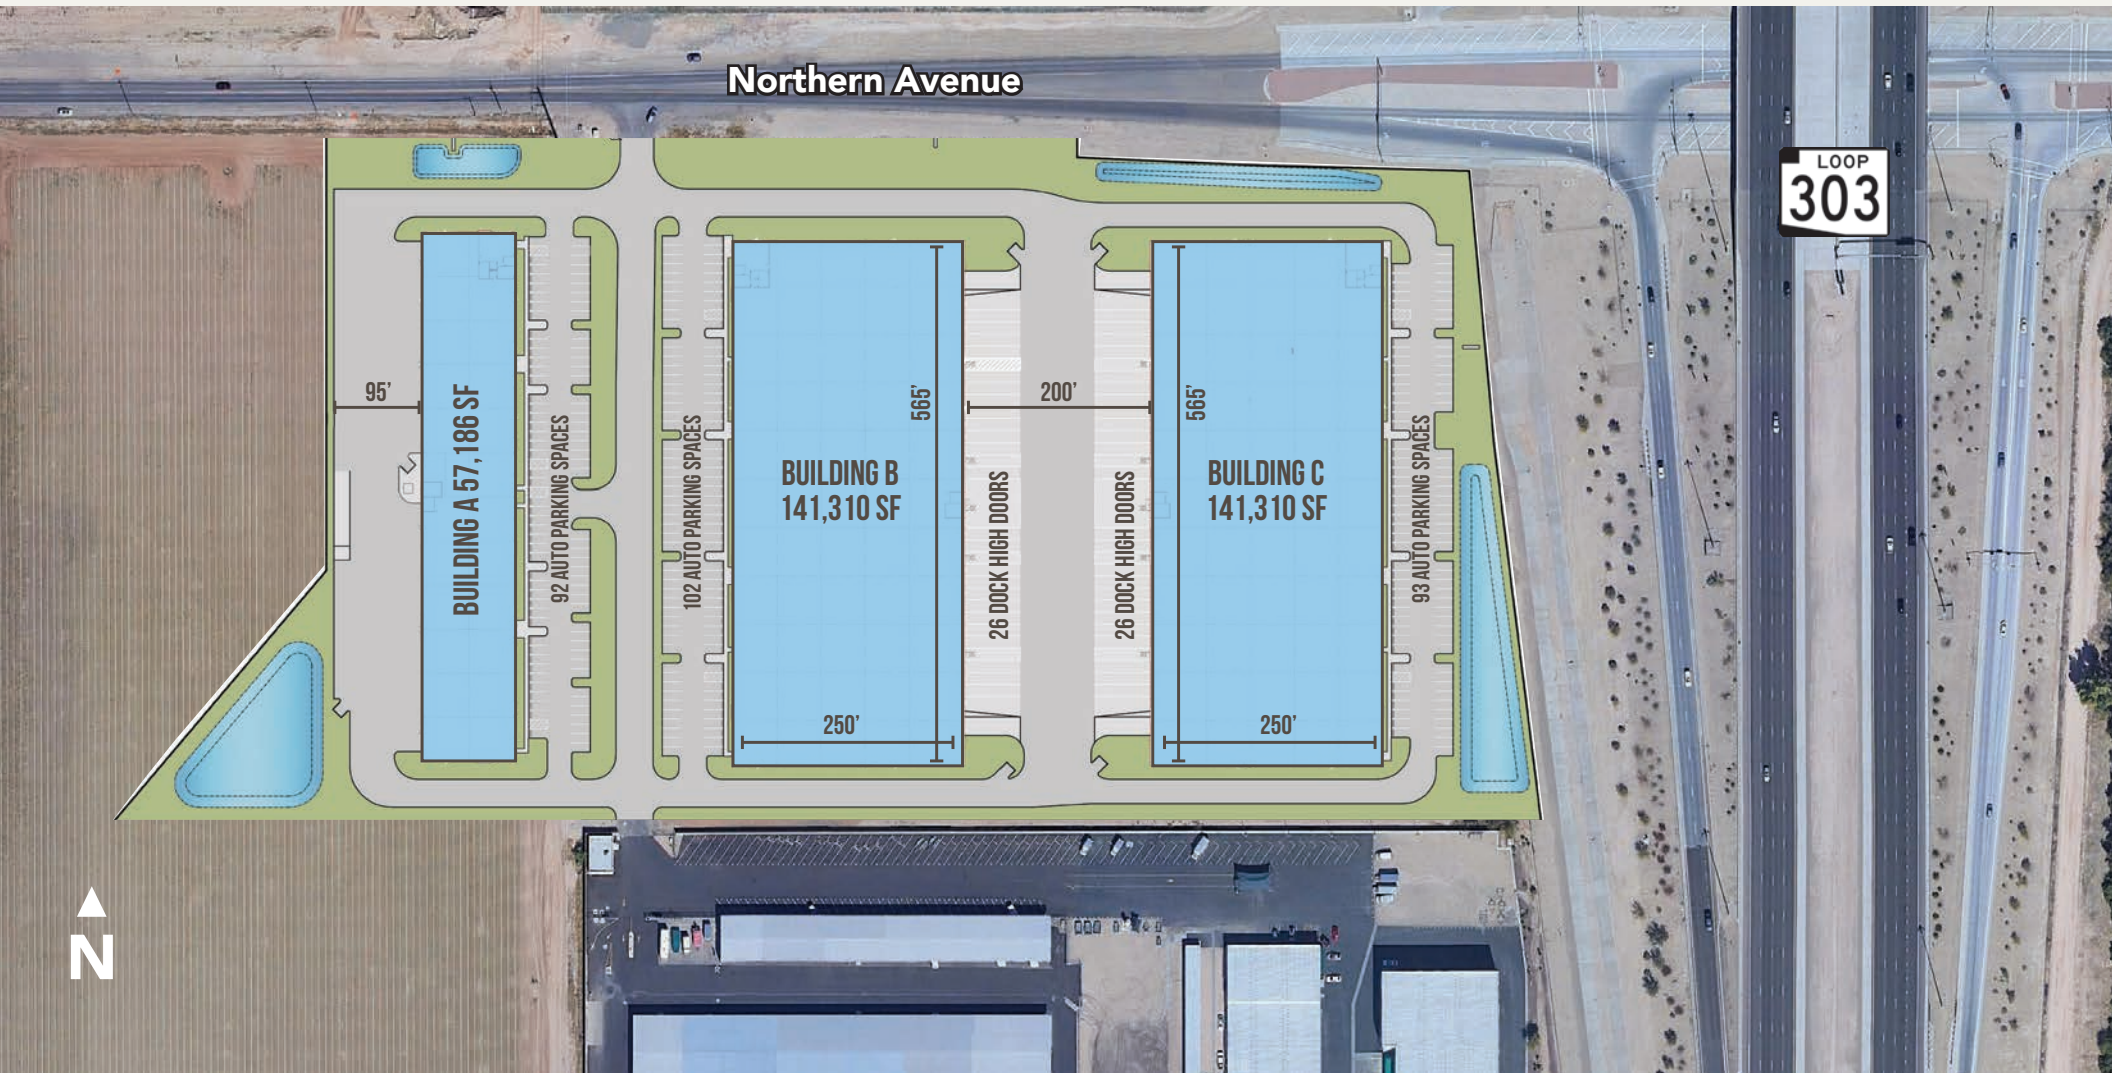 Northern Avenue
LOOP
303
95'
BUILDING A 57,186 SF
92 AUTO PARKING SPACES
102 AUTO PARKING SPACES
BUILDING B
141,310 SF
565'
250'
26 DOCK HIGH DOORS
200'
26 DOCK HIGH DOORS
565'
BUILDING C
141,310 SF
250'
93 AUTO PARKING SPACES
N